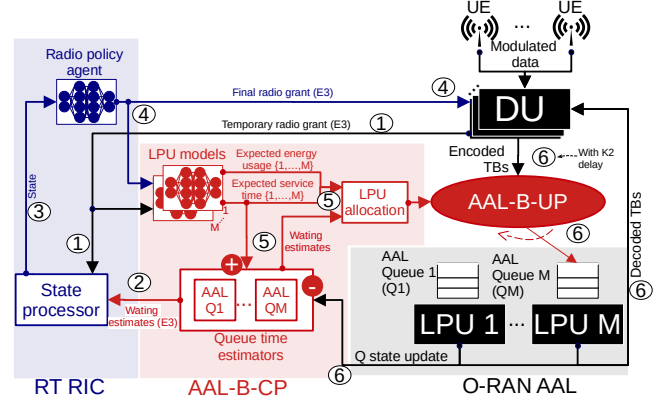 UE
...
UE
Modulated
data
Radio policy
agent
Final radio grant (E3)
4
4
DU
Temporary radio grant (E3)
1
LPU models
Expected energy
usage {1,...,M}
Encoded
TBs
6
With K2
delay
State
3
Expected service
time {1,...,M}
5
LPU
allocation
AAL-B-UP
1
M
1
5
Wating
estimates
6
Decoded TBs
2
+
-
AAL
Queue 1
(Q1)
AAL
Queue M
(QM)
6
State
processor
Wating
estimates (E3)
AAL
Q1
...
AAL
QM
Queue time
estimators
LPU 1
...
LPU M
6
Q state update
RT RIC
AAL-B-CP
O-RAN AAL